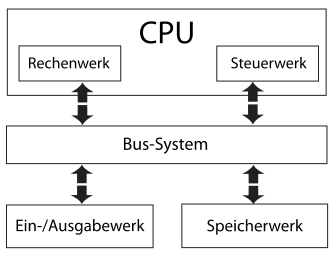 CPU
Rechenwerk
Steuerwerk
Bus-System
Ein-/Ausgabewerk
Speicherwerk